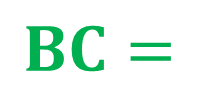 BC =